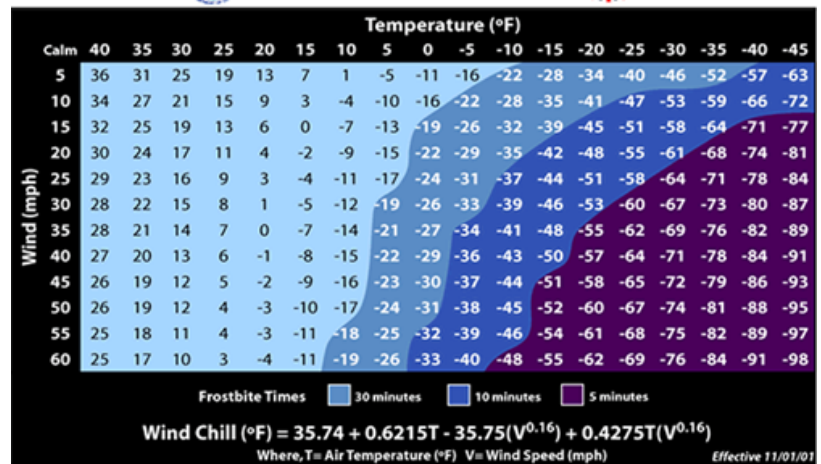 Temperature (°F)
Calm 40 35 30 25 20 15 10 5 0 -5 -10 -15 -20 -25 -30 -35 -40 -45
5 36 31 25 19 13 7 1 -5 -11 -16 -22 -28 -34 -40 -46 -52 -57 -63
10 34 27 21 15 9 3 -4 -10 -16 -22 -28 -35 -41 -47 -53 -59 -66 -72
15 32 25 19 13 6 0 -7 -13 -19 -26 -32 -39 -45 -51 -58 -64 -71 -77
20 30 24 17 11 4 -2 -9 -15 -22 -29 -35 -42 -48 -55 -61 -68 -74 -81
25 29 23 16 9 3 -4 -11 -17 -24 -31 -37 -44 -51 -58 -64 -71 -78 -84
30 28 22 15 8 1 -5 -12 -19 -26 -33 -39 -46 -53 -60 -67 -73 -80 -87
35 28 21 14 7 0 -7 -14 -21 -27 -34 -41 -48 -55 -62 -69 -76 -82 -89
40 27 20 13 6 -1 -8 -15 -22 -29 -36 -43 -50 -57 -64 -71 -78 -84 -91
45 26 19 12 5 -2 -9 -16 -23 -30 -37 -44 -51 -58 -65 -72 -79 -86 -93
50 26 19 12 4 -3 -10 -17 -24 -31 -38 -45 -52 -60 -67 -74 -81 -88 -95
55 25 18 11 4 -3 -11 -18 -25 -32 -39 -46 -54 -61 -68 -75 -82 -89 -97
60 25 17 10 3 -4 -11 -19 -26 -33 -40 -48 -55 -62 -69 -76 -84 -91 -98
Wind (mph)
Frostbite Times 30 minutes 10 minutes 5 minutes
Wind Chill (°F) = 35.74 + 0.6215T - 35.75(V^0.16) + 0.4275T(V^0.16)
Where, T= Air Temperature (°F) V= Wind Speed (mph) Effective 11/01/01